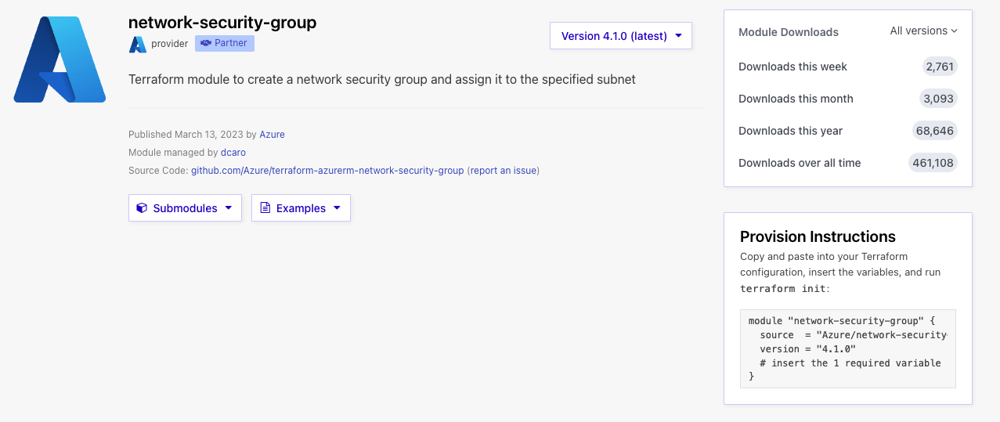 network-security-group
provider
Partner
Version 4.1.0 (latest)
Terraform module to create a network security group and assign it to the specified subnet
Published March 13, 2023 by Azure
Module managed by dcaro
Source Code: github.com/Azure/terraform-azurerm-network-security-group (report an issue)
Submodules
Examples
Module Downloads
All versions
Downloads this week
2,761
Downloads this month
3,093
Downloads this year
68,646
Downloads over all time
461,108
Provision Instructions
Copy and paste into your Terraform
configuration, insert the variables, and run
terraform init:
module "network-security-group" {
  source  = "Azure/network-security-
  version = "4.1.0"
  # insert the 1 required variable
}